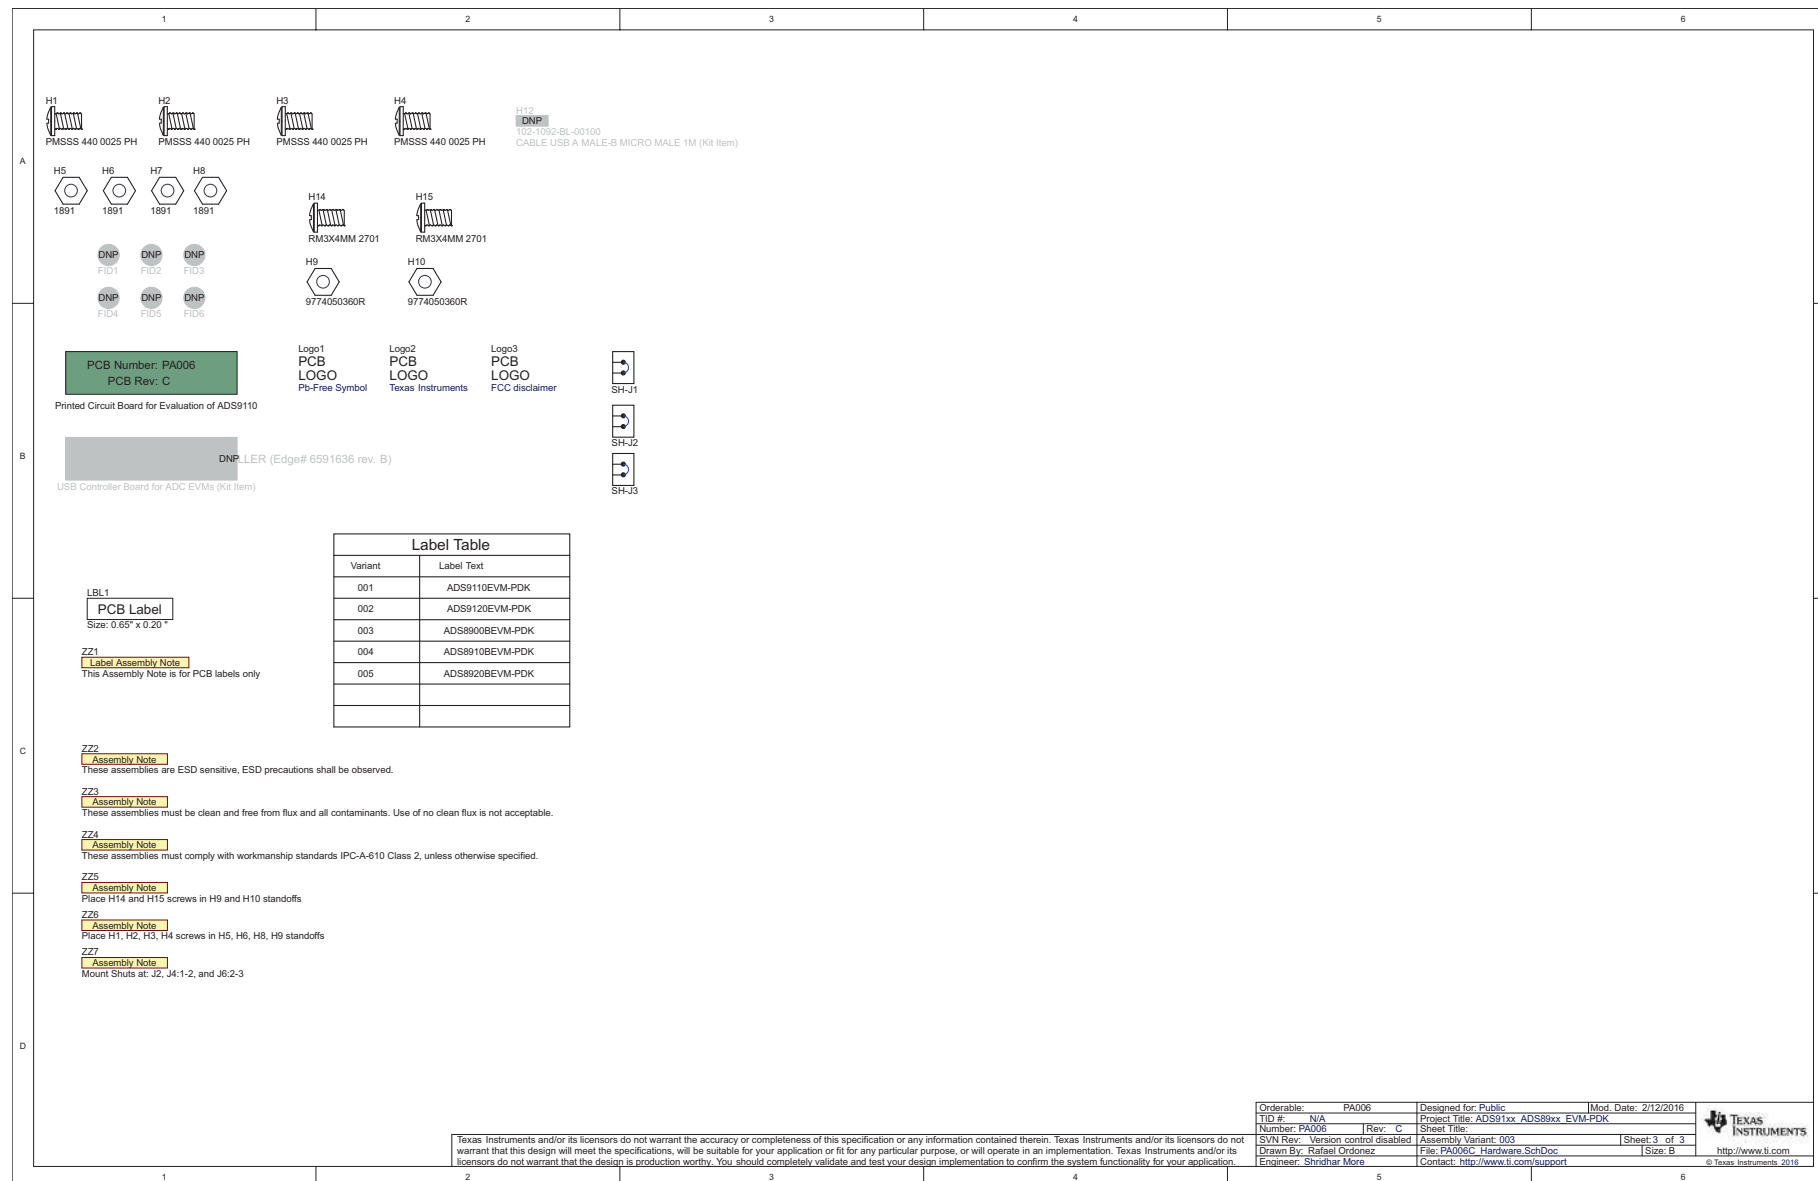 1 2 3 4 5 6
A
B
C
D
H1
PMSSS 440 0025 PH
H2
PMSSS 440 0025 PH
H3
PMSSS 440 0025 PH
H4
PMSSS 440 0025 PH
H12
DNP
102-1092-BL-00100
CABLE USB A MALE-B MICRO MALE 1M (Kit Item)
H5
1891
H6
1891
H7
1891
H8
1891
H14
RM3X4MM 2701
H15
RM3X4MM 2701
H9
9774050360R
H10
9774050360R
DNP
FID1
DNP
FID2
DNP
FID3
DNP
FID4
DNP
FID5
DNP
FID6
PCB Number: PA006
PCB Rev: C
Printed Circuit Board for Evaluation of ADS9110
Logo1
PCB
LOGO
Pb-Free Symbol
Logo2
PCB
LOGO
Texas Instruments
Logo3
PCB
LOGO
FCC disclaimer
SH-J1
SH-J2
SH-J3
DNP
LLER (Edge# 6591636 rev. B)
USB Controller Board for ADC EVMs (Kit Item)
Label Table
Variant Label Text
001 ADS9110EVM-PDK
002 ADS9120EVM-PDK
003 ADS8900BEVM-PDK
004 ADS8910BEVM-PDK
005 ADS8920BEVM-PDK
LBL1
PCB Label
Size: 0.65" x 0.20 "
ZZ1
Label Assembly Note
This Assembly Note is for PCB labels only
ZZ2
Assembly Note
These assemblies are ESD sensitive, ESD precautions shall be observed.
ZZ3
Assembly Note
These assemblies must be clean and free from flux and all contaminants. Use of no clean flux is not acceptable.
ZZ4
Assembly Note
These assemblies must comply with workmanship standards IPC-A-610 Class 2, unless otherwise specified.
ZZ5
Assembly Note
Place H14 and H15 screws in H9 and H10 standoffs
ZZ6
Assembly Note
Place H1, H2, H3, H4 screws in H5, H6, H8, H9 standoffs
ZZ7
Assembly Note
Mount Shuts at: J2, J4:1-2, and J6:2-3
Texas Instruments and/or its licensors do not warrant the accuracy or completeness of this specification or any information contained therein. Texas Instruments and/or its licensors do not
warrant that this design will meet the specifications, will be suitable for your application or fit for any particular purpose, or will operate in an implementation. Texas Instruments and/or its
licensors do not warrant that the design is production worthy. You should completely validate and test your design implementation to confirm the system functionality for your application.
Orderable: PA006 Designed for: Public Mod. Date: 2/12/2016
TID #: N/A Project Title: ADS91xx ADS89xx EVM-PDK
Number: PA006 Rev: C Sheet Title:
SVN Rev: Version control disabled Assembly Variant: 003 Sheet: 3 of 3
Drawn By: Rafael Ordonez File: PA006C_Hardware.SchDoc Size: B
Engineer: Shridhar More Contact: http://www.ti.com/support
TEXAS
INSTRUMENTS
http://www.ti.com
© Texas Instruments 2016
1 2 3 4 5 6